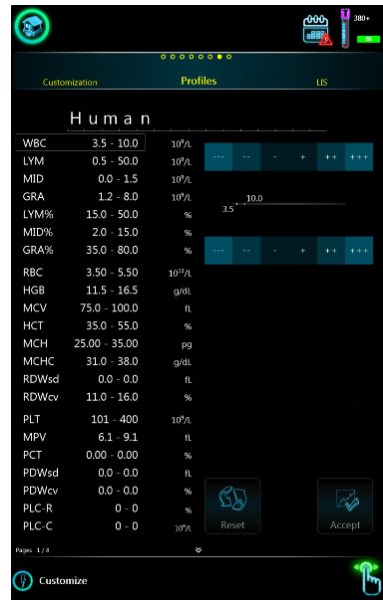 380+
Customization Profiles LIS
Human
WBC 3.5 - 10.0 10⁹/L
LYM 0.5 - 50.0 10⁹/L
MID 0.0 - 1.5 10⁹/L
GRA 1.2 - 8.0 10⁹/L
LYM% 15.0 - 50.0 %
MID% 2.0 - 15.0 %
GRA% 35.0 - 80.0 %
--- -- - + ++ +++
3.5 10.0
--- -- - + ++ +++
RBC 3.50 - 5.50 10¹²/L
HGB 11.5 - 16.5 g/dL
MCV 75.0 - 100.0 fL
HCT 35.0 - 55.0 %
MCH 25.00 - 35.00 pg
MCHC 31.0 - 38.0 g/dL
RDWsd 0.0 - 0.0 fL
RDWcv 11.0 - 16.0 %
PLT 101 - 400 10⁹/L
MPV 6.1 - 9.1 fL
PCT 0.00 - 0.00 %
PDWsd 0.0 - 0.0 fL
PDWcv 0.0 - 0.0 %
PLC-R 0 - 0 %
PLC-C 0 - 0 10⁹/L
Reset Accept
Pages 1/8
Customize